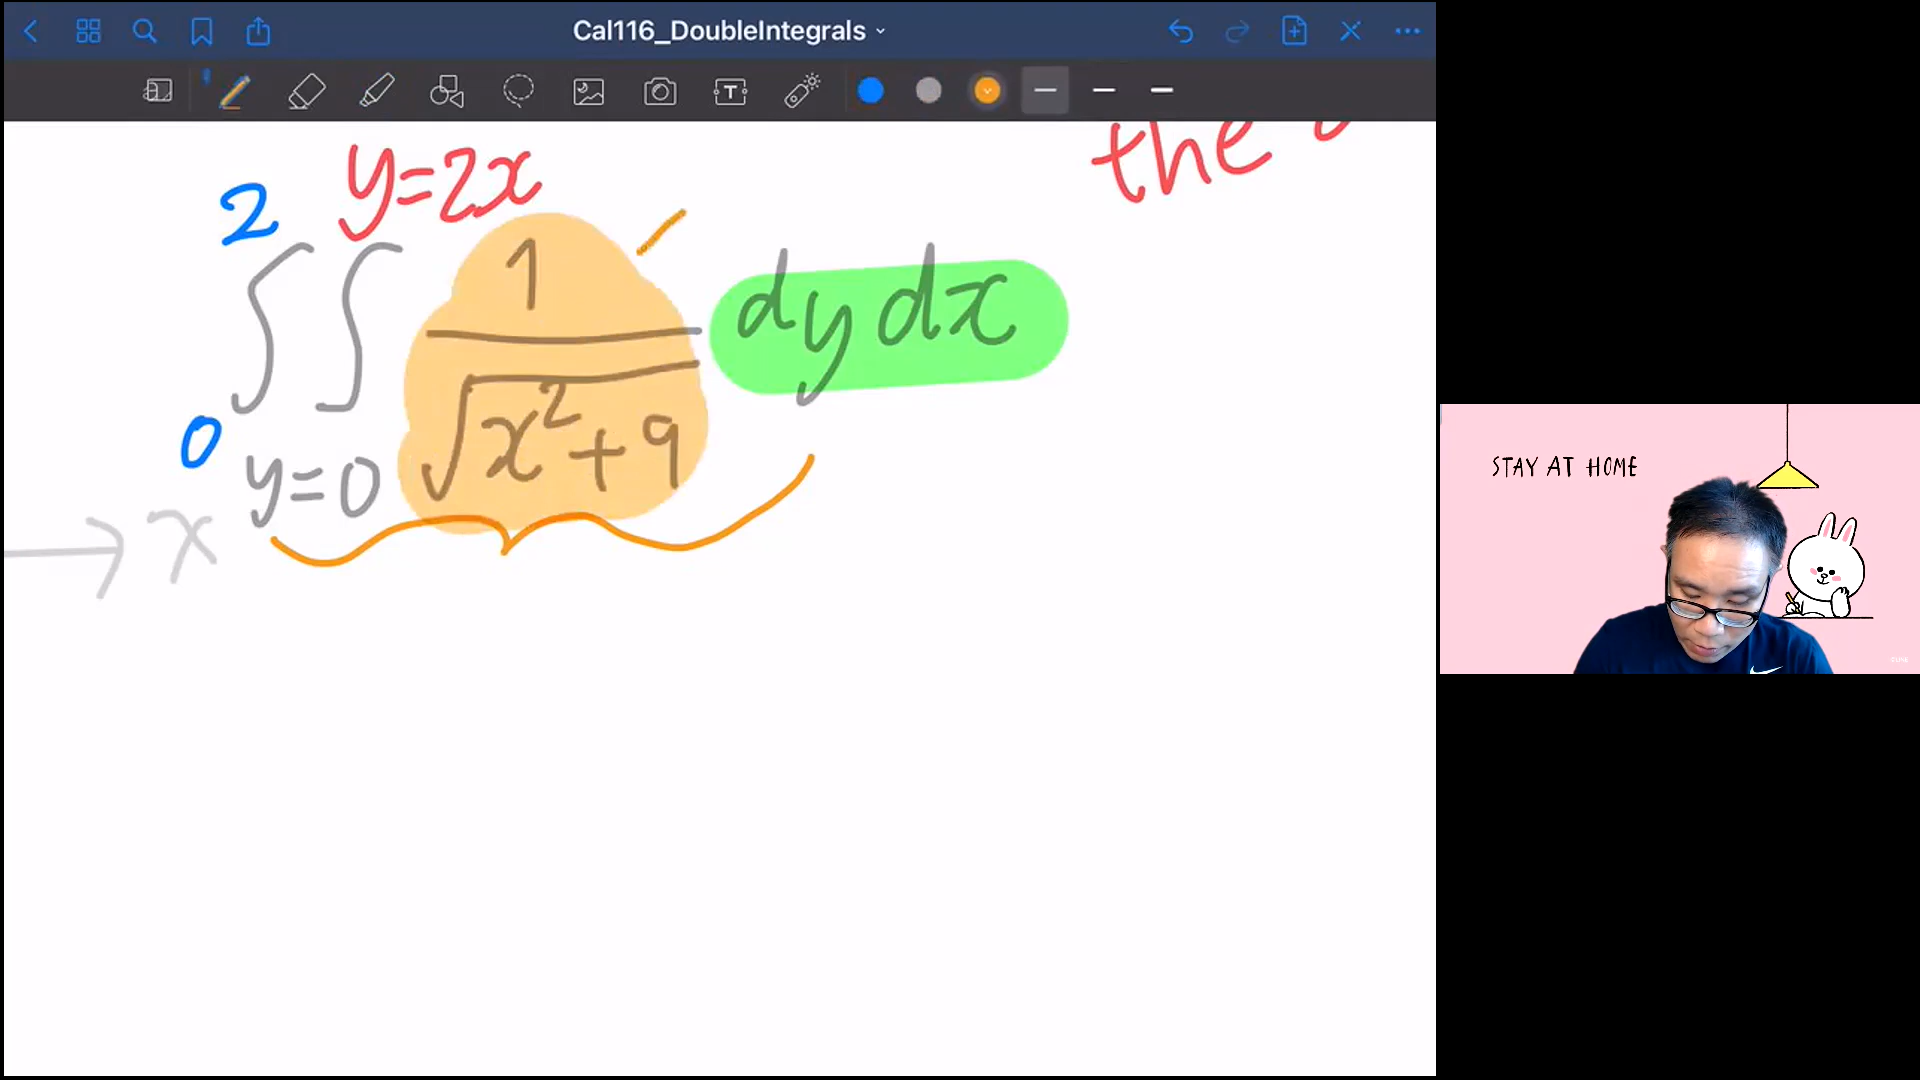 Cal116_DoubleIntegrals
T
the
2 y=2x
∫∫ 1/√(x²+9) dy dx
0 y=0
→ x
STAY AT HOME